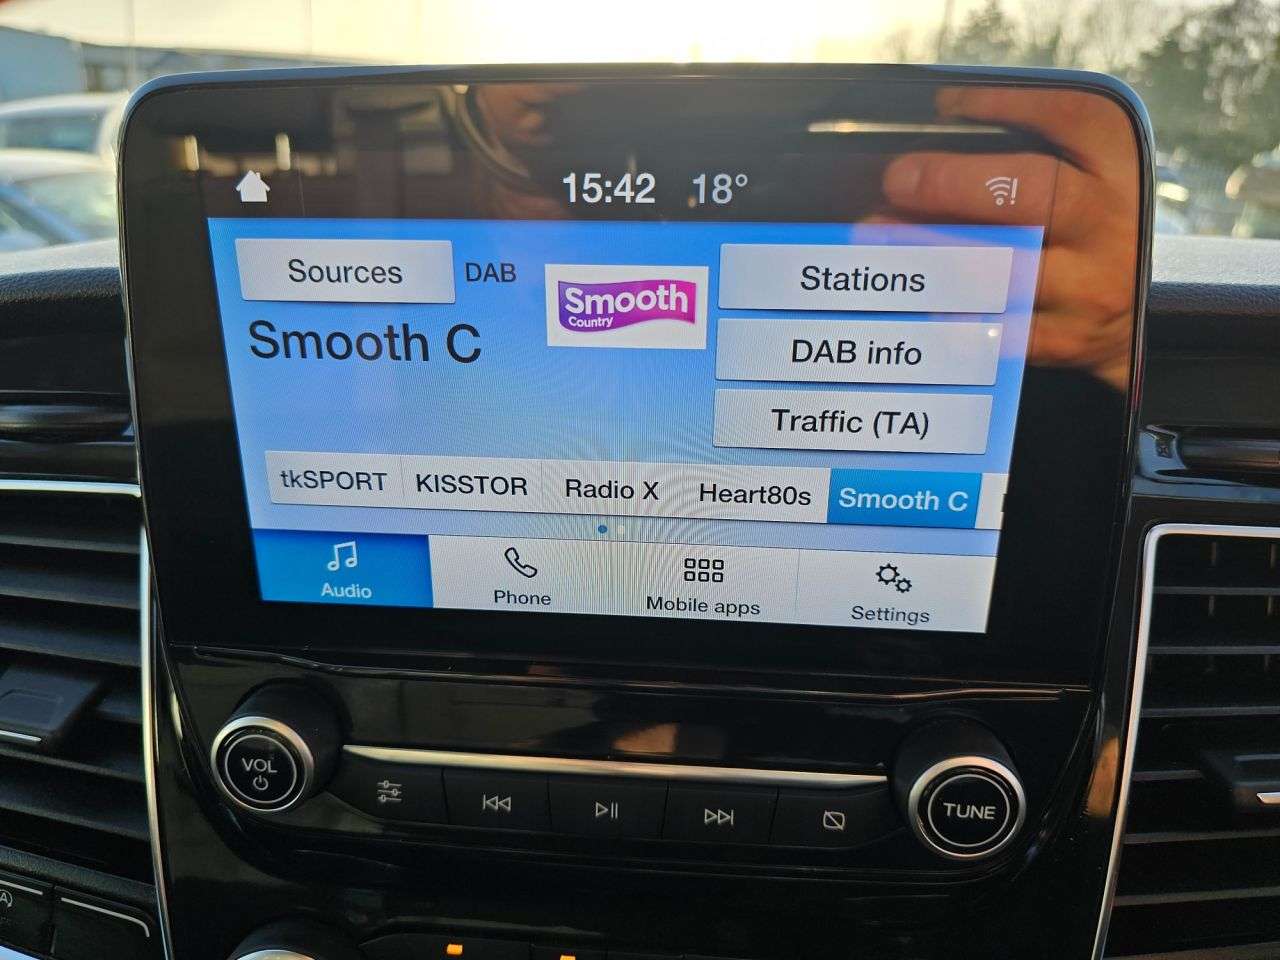 15:42 18°
Sources DAB
Smooth
Country
Smooth C
Stations
DAB info
Traffic (TA)
tkSPORT KISSTOR Radio X Heart80s Smooth C
Audio Phone Mobile apps Settings
VOL
TUNE